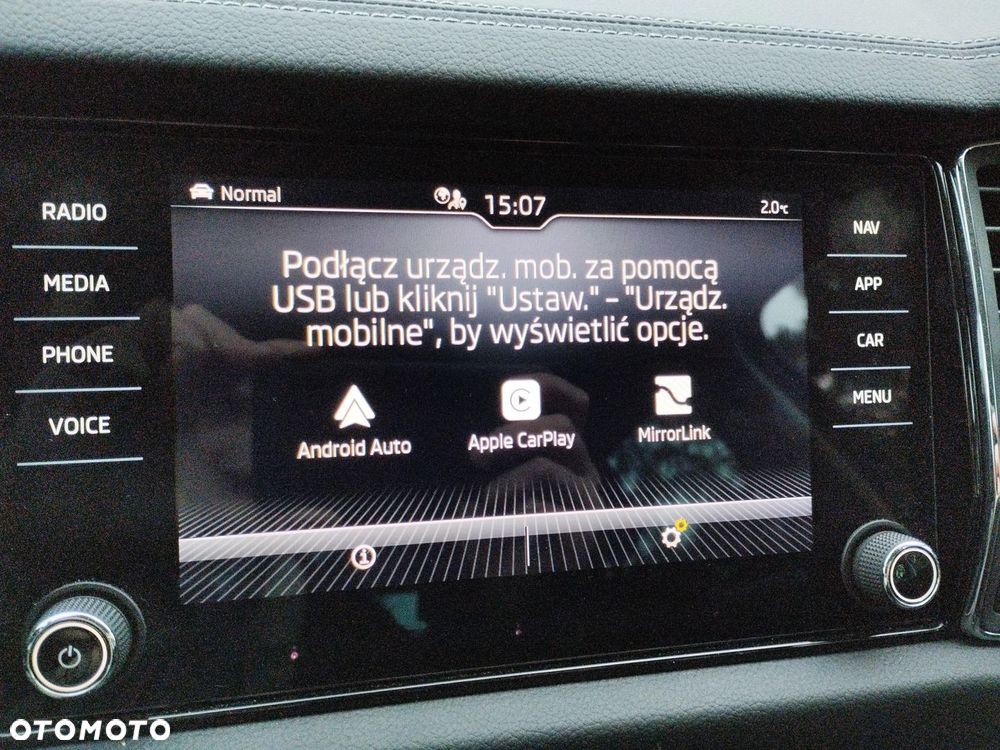 Normal
15:07
2.0°C
RADIO
MEDIA
PHONE
VOICE
Podłącz urządz. mob. za pomocą
USB lub kliknij "Ustaw." – "Urządz.
mobilne", by wyświetlić opcje.
Android Auto
Apple CarPlay
MirrorLink
NAV
APP
CAR
MENU
OTOMOTO